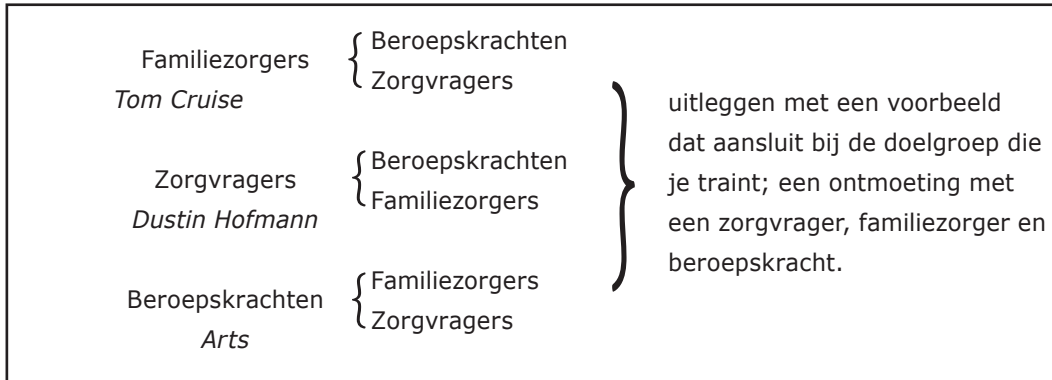 Familiezorgers
Tom Cruise
Beroepskrachten
Zorgvragers
Zorgvragers
Dustin Hofmann
Beroepskrachten
Familiezorgers
Beroepskrachten
Arts
Familiezorgers
Zorgvragers
uitleggen met een voorbeeld
dat aansluit bij de doelgroep die
je traint; een ontmoeting met
een zorgvrager, familiezorger en
beroepskracht.